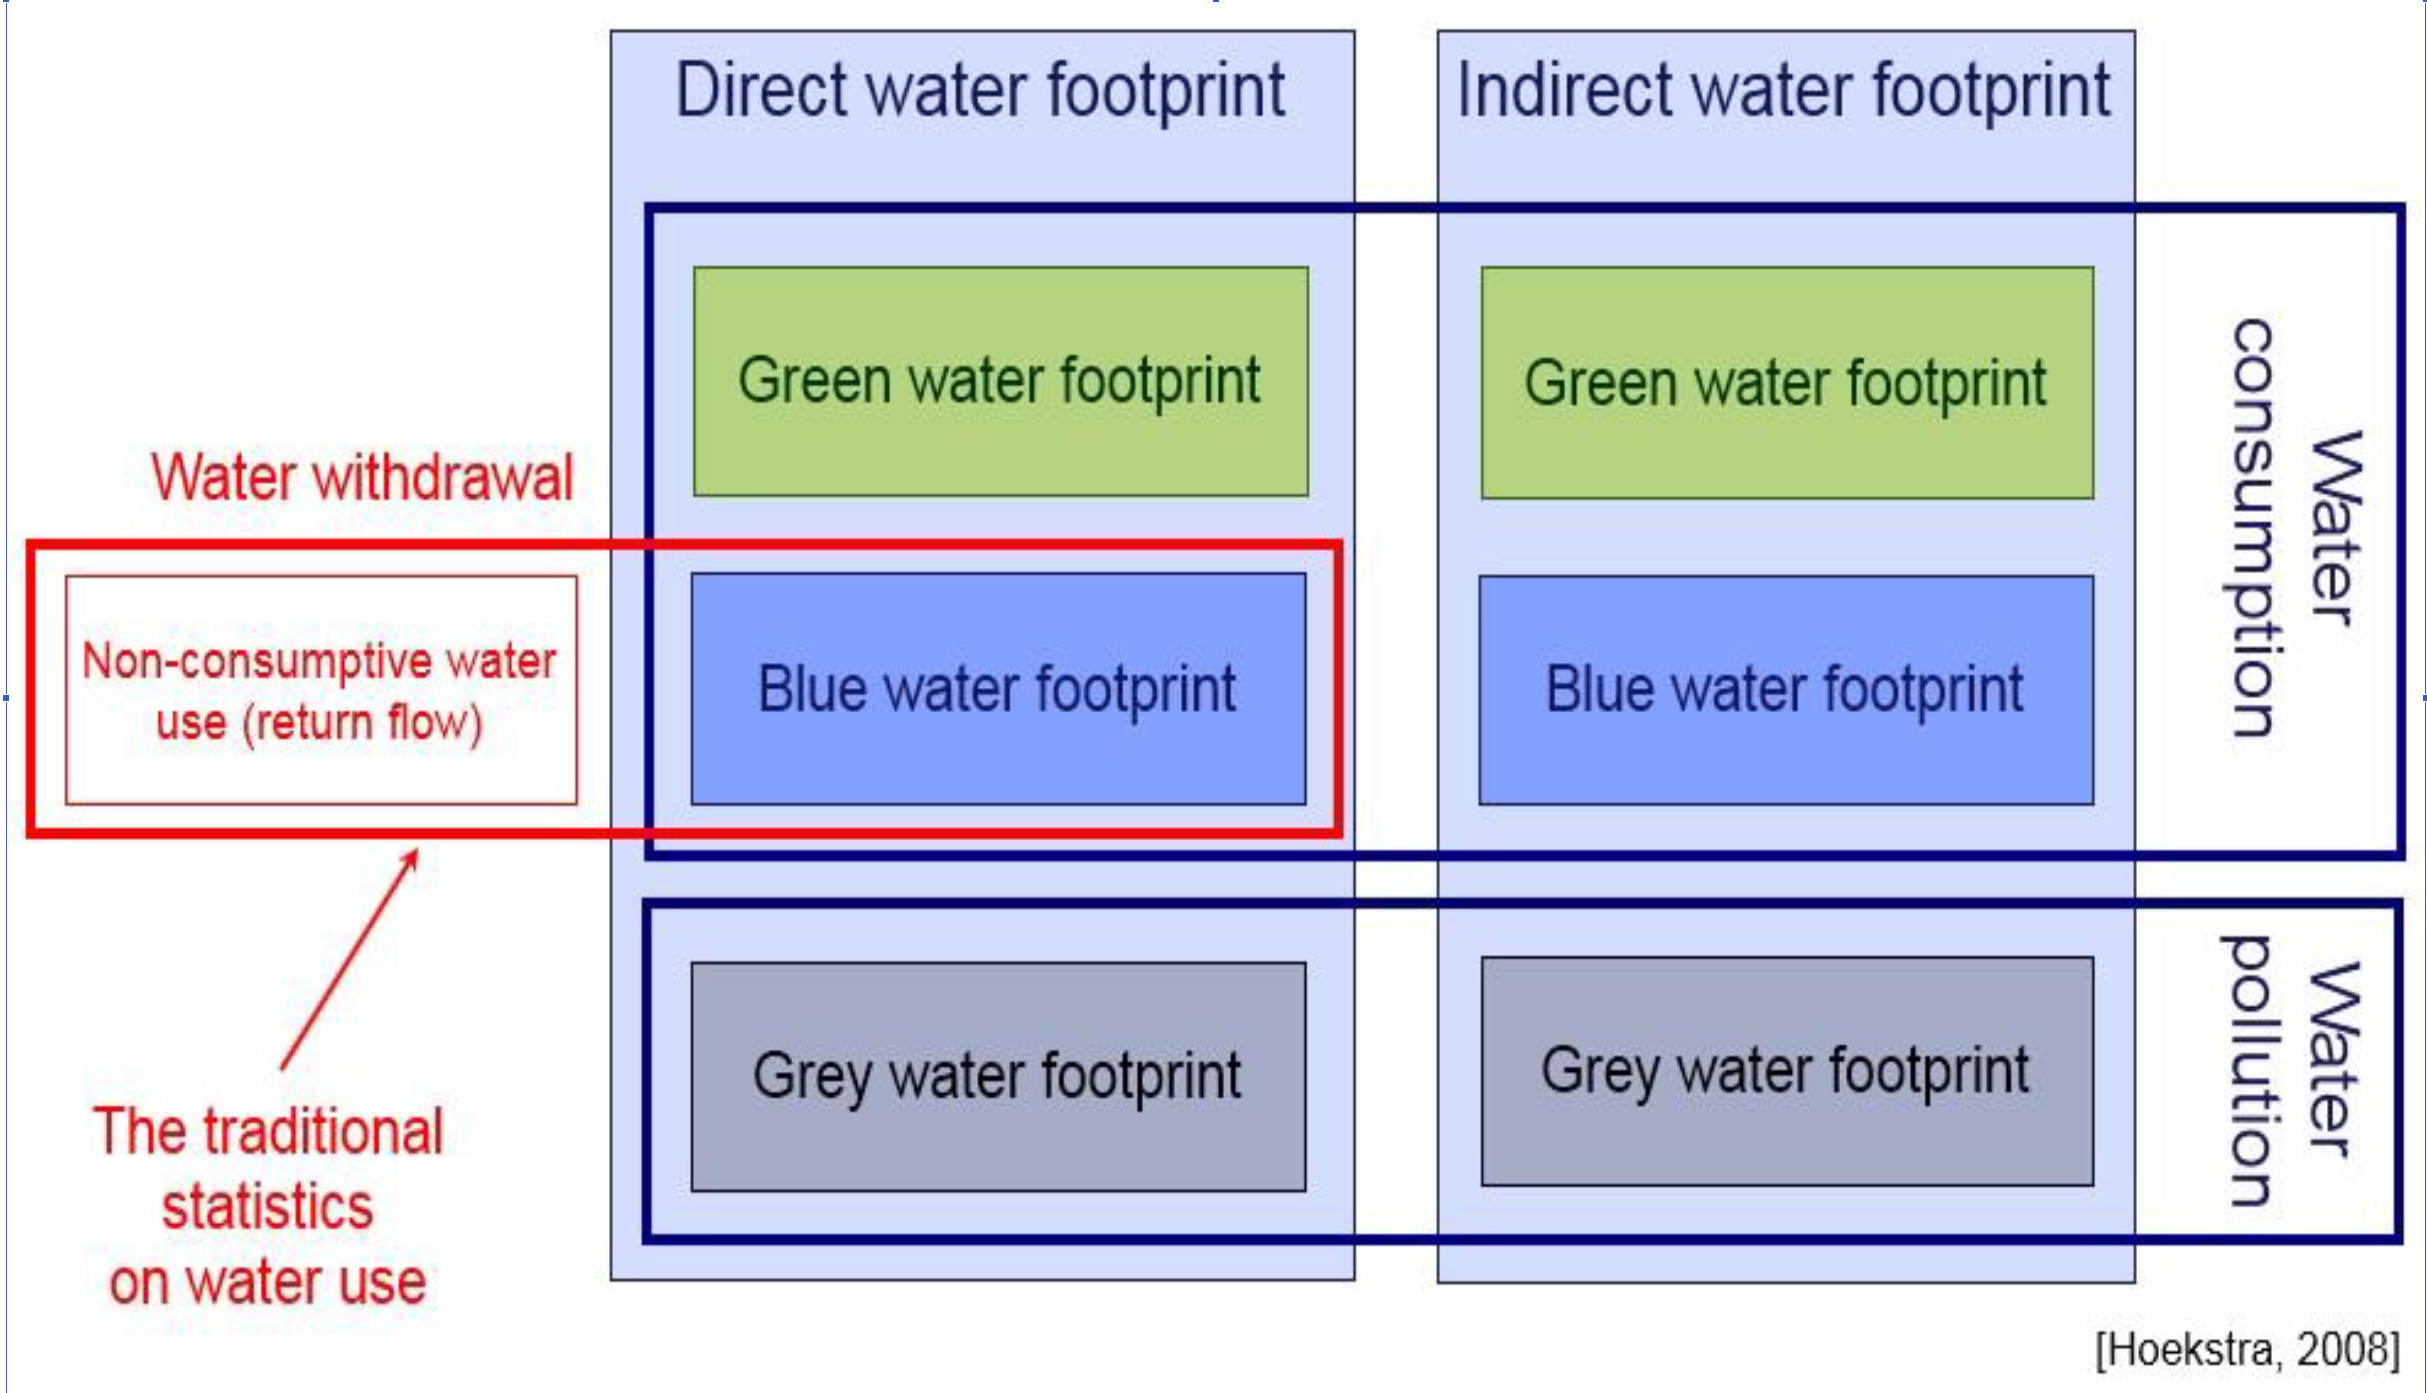 Direct water footprint
Indirect water footprint
Green water footprint
Green water footprint
Water
consumption
Water withdrawal
Non-consumptive water
use (return flow)
Blue water footprint
Blue water footprint
Grey water footprint
Grey water footprint
Water
pollution
The traditional
statistics
on water use
[Hoekstra, 2008]